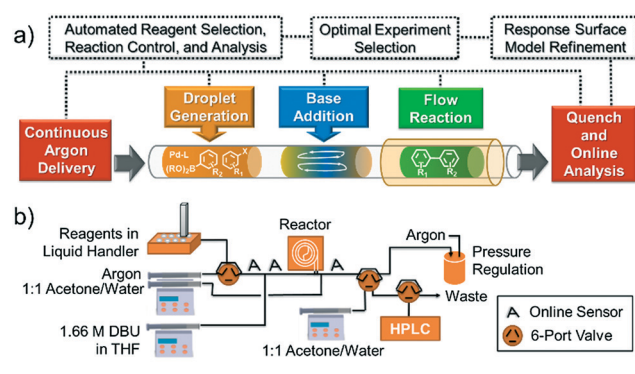 a)
Automated Reagent Selection,
Reaction Control, and Analysis
Optimal Experiment
Selection
Response Surface
Model Refinement
Droplet
Generation
Base
Addition
Flow
Reaction
Continuous
Argon
Delivery
Quench
and
Online
Analysis
Pd-L
(RO)₂B
X
R₂
R₁
R₁
R₂
b)
Reagents in
Liquid Handler
Reactor
Argon
Pressure
Regulation
Argon
1:1 Acetone/Water
Waste
1.66 M DBU
in THF
1:1 Acetone/Water
HPLC
Online Sensor
6-Port Valve